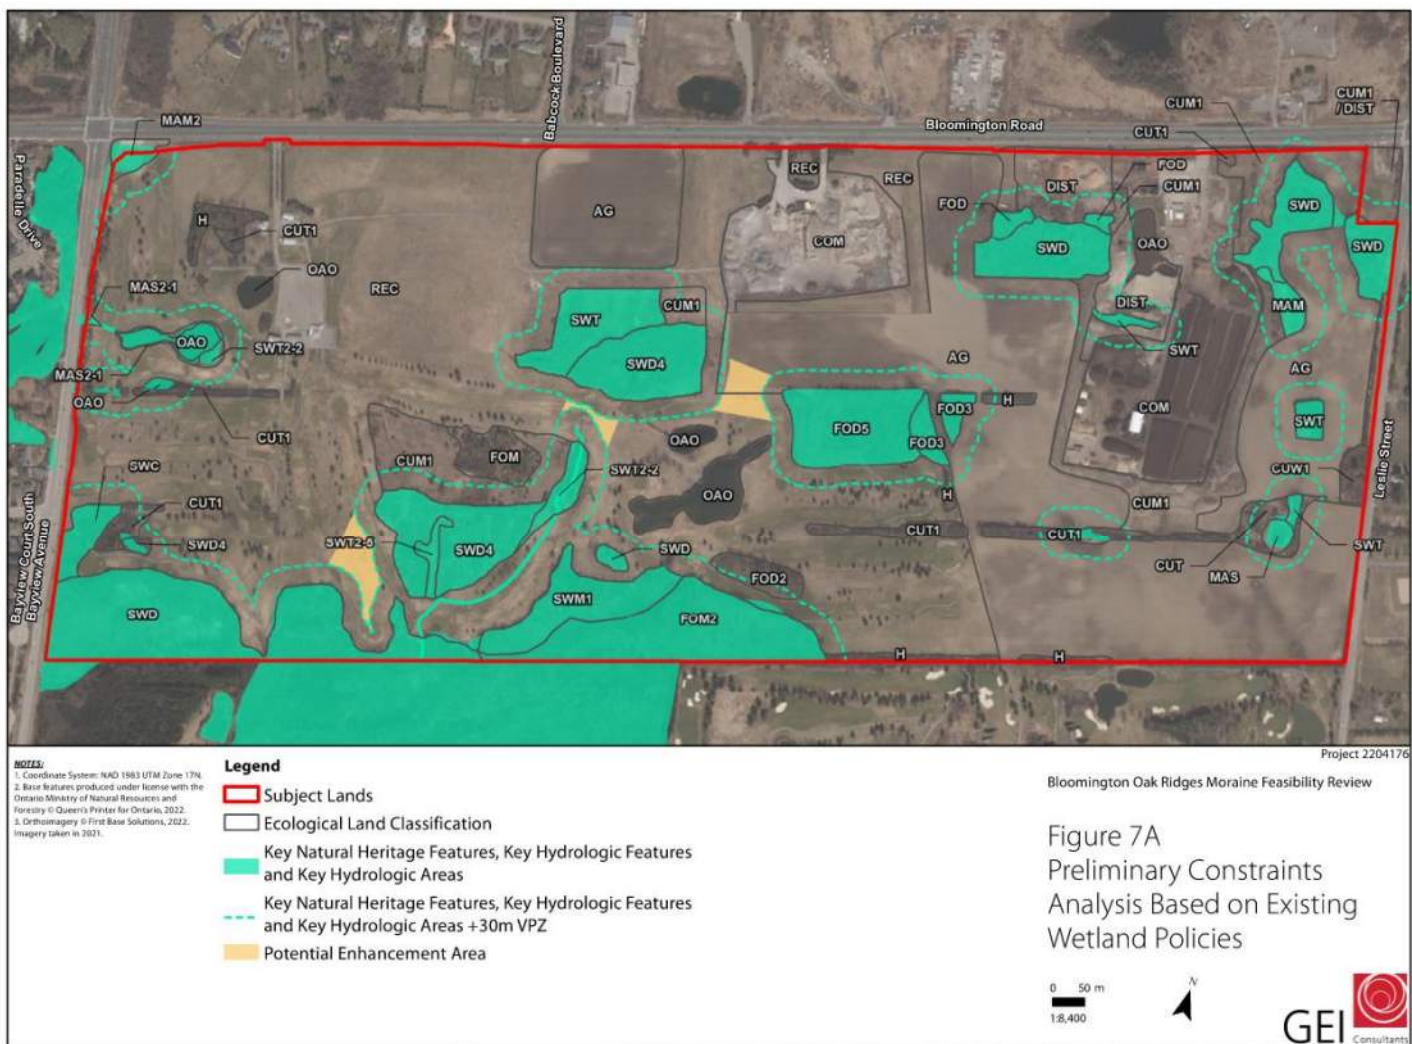 Babcock Boulevard
CUM1
CUM1
/ DIST
MAM2
Bloomington Road
CUT1
Paradelle Drive
REC
REC
FOD
DIST
CUM1
H
AG
FOD
SWD
CUT1
COM
SWD
OAO
SWD
OAO
MAS2-1
REC
CUM1
DIST
MAM
SWT
OAO
SWT2-2
SWT
MAS2-1
SWD4
AG
AG
OAO
H
FOD3
COM
SWT
CUT1
FOD5
FOD3
OAO
SWC
CUM1
FOM
SWT2-2
CUW1
Leslie Street
CUT1
OAO
H
CUM1
Bayview Court South
Bayview Avenue
SWD4
SWT2-5
SWD4
SWD
CUT1
CUT1
SWT
CUT
MAS
FOD2
SWD
SWM1
FOM2
H
H
Project 2204176
NOTES:
1. Coordinate System: NAD 1983 UTM Zone 17N.
2. Base features produced under license with the
Ontario Ministry of Natural Resources and
Forestry © Queen's Printer for Ontario, 2022.
3. Orthoimagery © First Base Solutions, 2022.
Imagery taken in 2021.
Legend
Subject Lands
Ecological Land Classification
Key Natural Heritage Features, Key Hydrologic Features
and Key Hydrologic Areas
Key Natural Heritage Features, Key Hydrologic Features
and Key Hydrologic Areas +30m VPZ
Potential Enhancement Area
Bloomington Oak Ridges Moraine Feasibility Review
Figure 7A
Preliminary Constraints
Analysis Based on Existing
Wetland Policies
0 50 m
1:8,400
N
GEI
Consultants